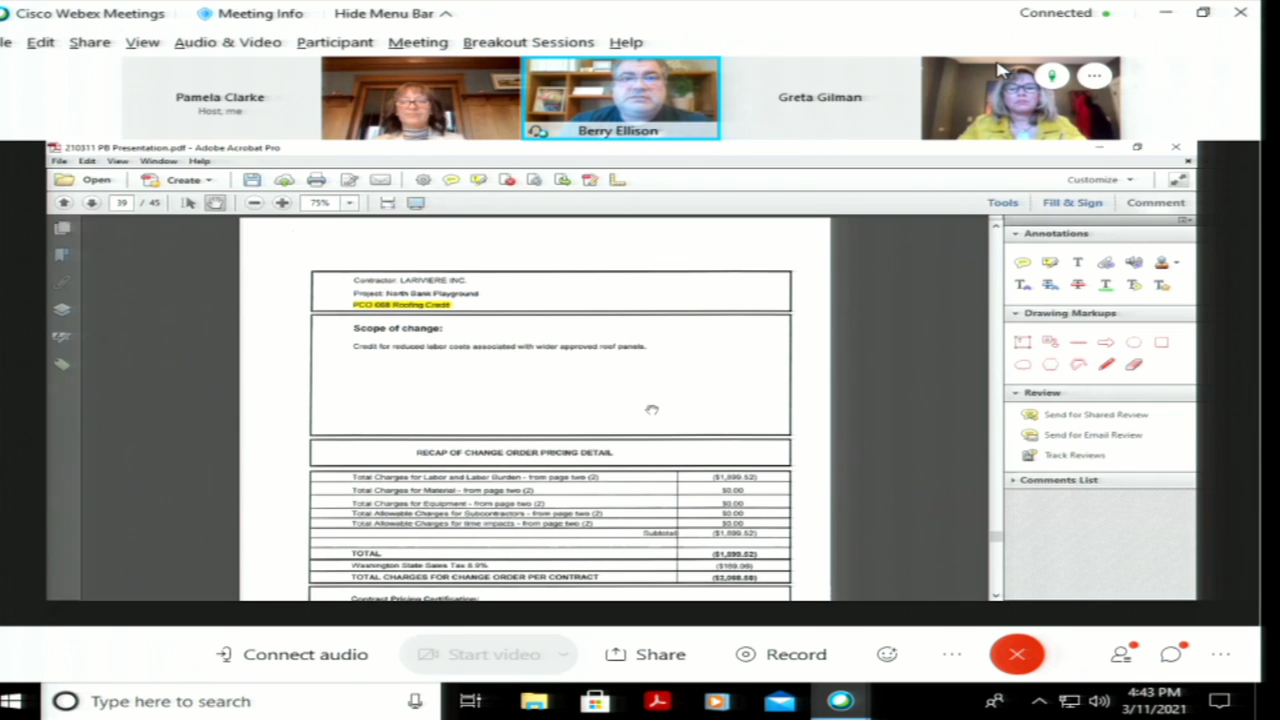 Cisco Webex Meetings Meeting Info Hide Menu Bar Connected
le Edit Share View Audio & Video Participant Meeting Breakout Sessions Help
Pamela Clarke
Host, me
Berry Ellison
Greta Gilman
210311 PB Presentation.pdf - Adobe Acrobat Pro
File Edit View Window Help
Open Create Customize
39 / 45 75% Tools Fill & Sign Comment
Contractor: LARIVIERE INC.
Project: North Bank Playground
PCO 068 Roofing Credit
Scope of change:
Credit for reduced labor costs associated with wider approved roof panels.
RECAP OF CHANGE ORDER PRICING DETAIL
Total Charges for Labor and Labor Burden - from page two (2) ($1,899.52)
Total Charges for Material - from page two (2) $0.00
Total Charges for Equipment - from page two (2) $0.00
Total Allowable Charges for Subcontractors - from page two (2) $0.00
Total Allowable Charges for time impacts - from page two (2) $0.00
Subtotal ($1,899.52)
TOTAL ($1,899.52)
Washington State Sales Tax 8.9% ($169.06)
TOTAL CHARGES FOR CHANGE ORDER PER CONTRACT ($2,068.58)
Contract Pricing Certification:
Annotations
T
T T T T T
Drawing Markups
Review
Send for Shared Review
Send for Email Review
Track Reviews
Comments List
Connect audio Start video Share Record
Type here to search
4:43 PM
3/11/2021